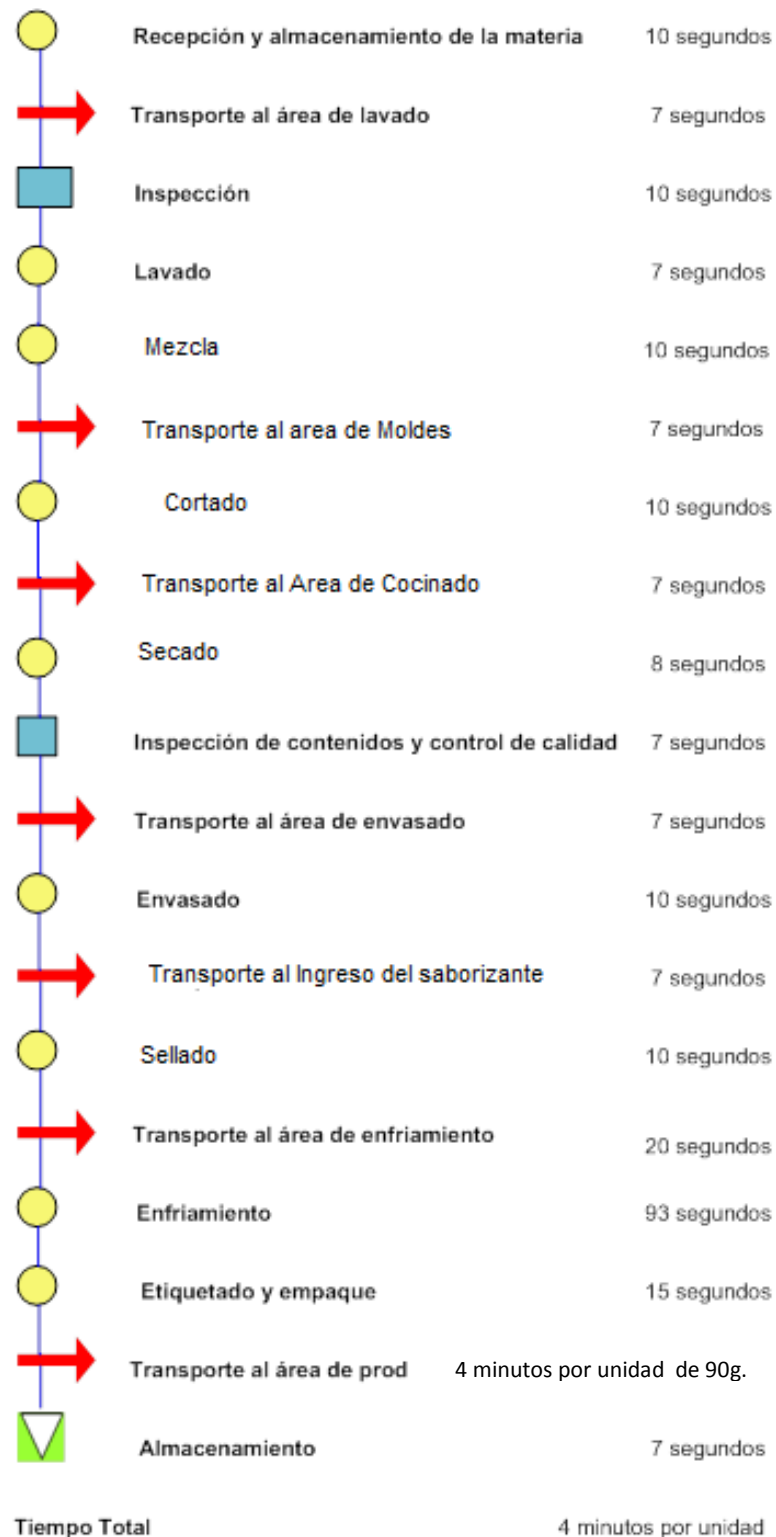 Recepción y almacenamiento de la materia 10 segundos
Transporte al área de lavado 7 segundos
Inspección 10 segundos
Lavado 7 segundos
Mezcla 10 segundos
Transporte al area de Moldes 7 segundos
Cortado 10 segundos
Transporte al Area de Cocinado 7 segundos
Secado 8 segundos
Inspección de contenidos y control de calidad 7 segundos
Transporte al área de envasado 7 segundos
Envasado 10 segundos
Transporte al Ingreso del saborizante 7 segundos
Sellado 10 segundos
Transporte al área de enfriamiento 20 segundos
Enfriamiento 93 segundos
Etiquetado y empaque 15 segundos
Transporte al área de prod 4 minutos por unidad de 90g.
Almacenamiento 7 segundos
Tiempo Total 4 minutos por unidad